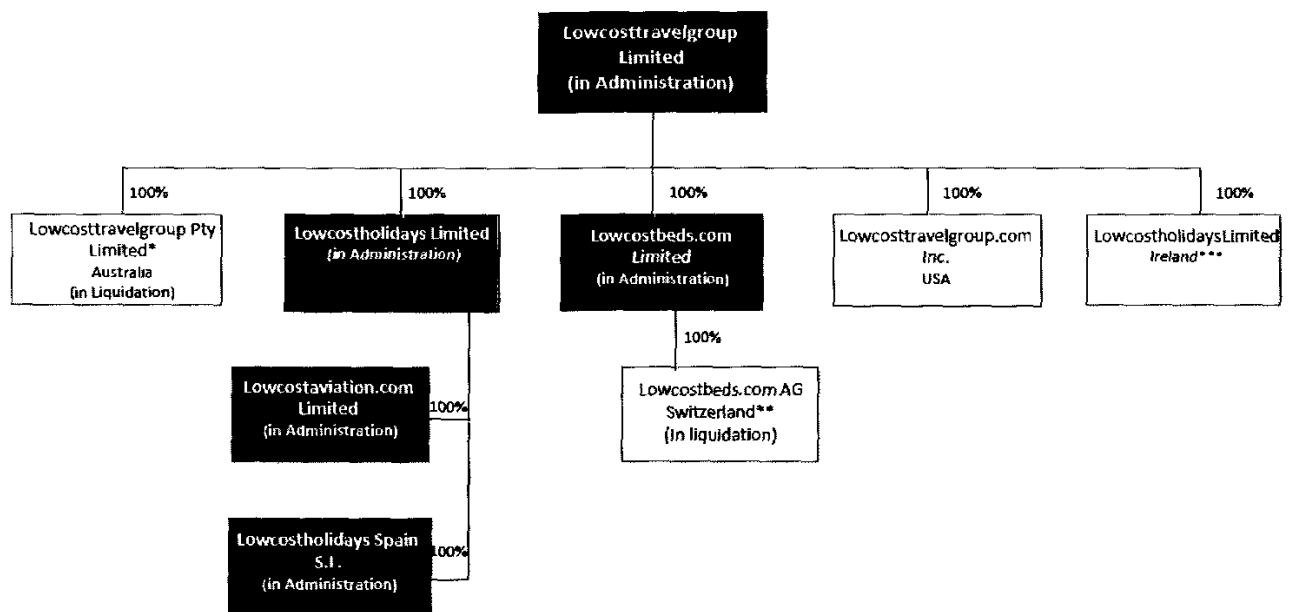 Lowcosttravelgroup
Limited
(in Administration)
100%
100%
100%
100%
100%
Lowcosttravelgroup Pty
Limited*
Australia
(in Liquidation)
Lowcostholidays Limited
(in Administration)
Lowcostbeds.com
Limited
(in Administration)
Lowcosttravelgroup.com
Inc.
USA
LowcostholidaysLimited
Ireland***
100%
Lowcostaviation.com
Limited
(in Administration)
100%
Lowcostbeds.com AG
Switzerland**
(In liquidation)
Lowcostholidays Spain
S.L.
(in Administration)
100%